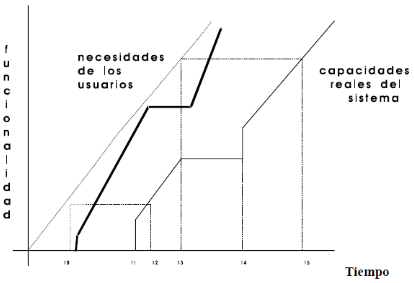 funcionalidad
necesidades
de los
usuarios
capacidades
reales del
sistema
t0 t1 t2 t3 t4 t5
Tiempo